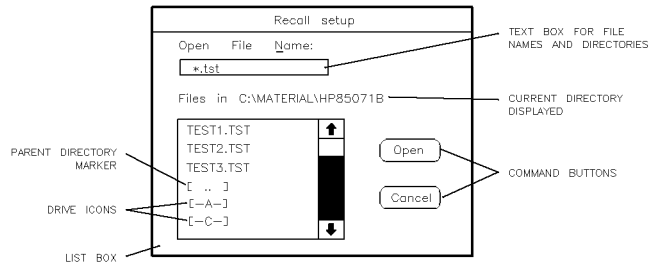 Recall setup
Open File Name:
*.tst
Files in C:\MATERIAL\HP85071B
TEST1.TST
TEST2.TST
TEST3.TST
[ .. ]
[-A-]
[-C-]
Open
Cancel
TEXT BOX FOR FILE
NAMES AND DIRECTORIES
CURRENT DIRECTORY
DISPLAYED
COMMAND BUTTONS
PARENT DIRECTORY
MARKER
DRIVE ICONS
LIST BOX